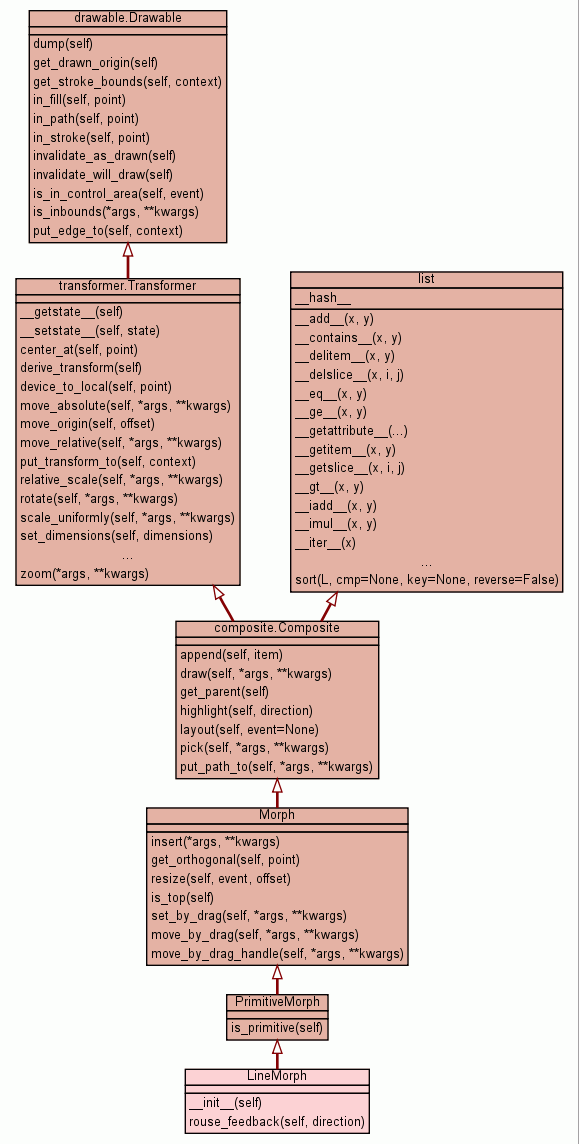 drawable.Drawable
dump(self)
get_drawn_origin(self)
get_stroke_bounds(self, context)
in_fill(self, point)
in_path(self, point)
in_stroke(self, point)
invalidate_as_drawn(self)
invalidate_will_draw(self)
is_in_control_area(self, event)
is_inbounds(*args, **kwargs)
put_edge_to(self, context)
transformer.Transformer
__getstate__(self)
__setstate__(self, state)
center_at(self, point)
derive_transform(self)
device_to_local(self, point)
move_absolute(self, *args, **kwargs)
move_origin(self, offset)
move_relative(self, *args, **kwargs)
put_transform_to(self, context)
relative_scale(self, *args, **kwargs)
rotate(self, *args, **kwargs)
scale_uniformly(self, *args, **kwargs)
set_dimensions(self, dimensions)
...
zoom(*args, **kwargs)
list
__hash__
__add__(x, y)
__contains__(x, y)
__delitem__(x, y)
__delslice__(x, i, j)
__eq__(x, y)
__ge__(x, y)
__getattribute__(...)
__getitem__(x, y)
__getslice__(x, i, j)
__gt__(x, y)
__iadd__(x, y)
__imul__(x, y)
__iter__(x)
...
sort(L, cmp=None, key=None, reverse=False)
composite.Composite
append(self, item)
draw(self, *args, **kwargs)
get_parent(self)
highlight(self, direction)
layout(self, event=None)
pick(self, *args, **kwargs)
put_path_to(self, *args, **kwargs)
Morph
insert(*args, **kwargs)
get_orthogonal(self, point)
resize(self, event, offset)
is_top(self)
set_by_drag(self, *args, **kwargs)
move_by_drag(self, *args, **kwargs)
move_by_drag_handle(self, *args, **kwargs)
PrimitiveMorph
is_primitive(self)
LineMorph
__init__(self)
rouse_feedback(self, direction)